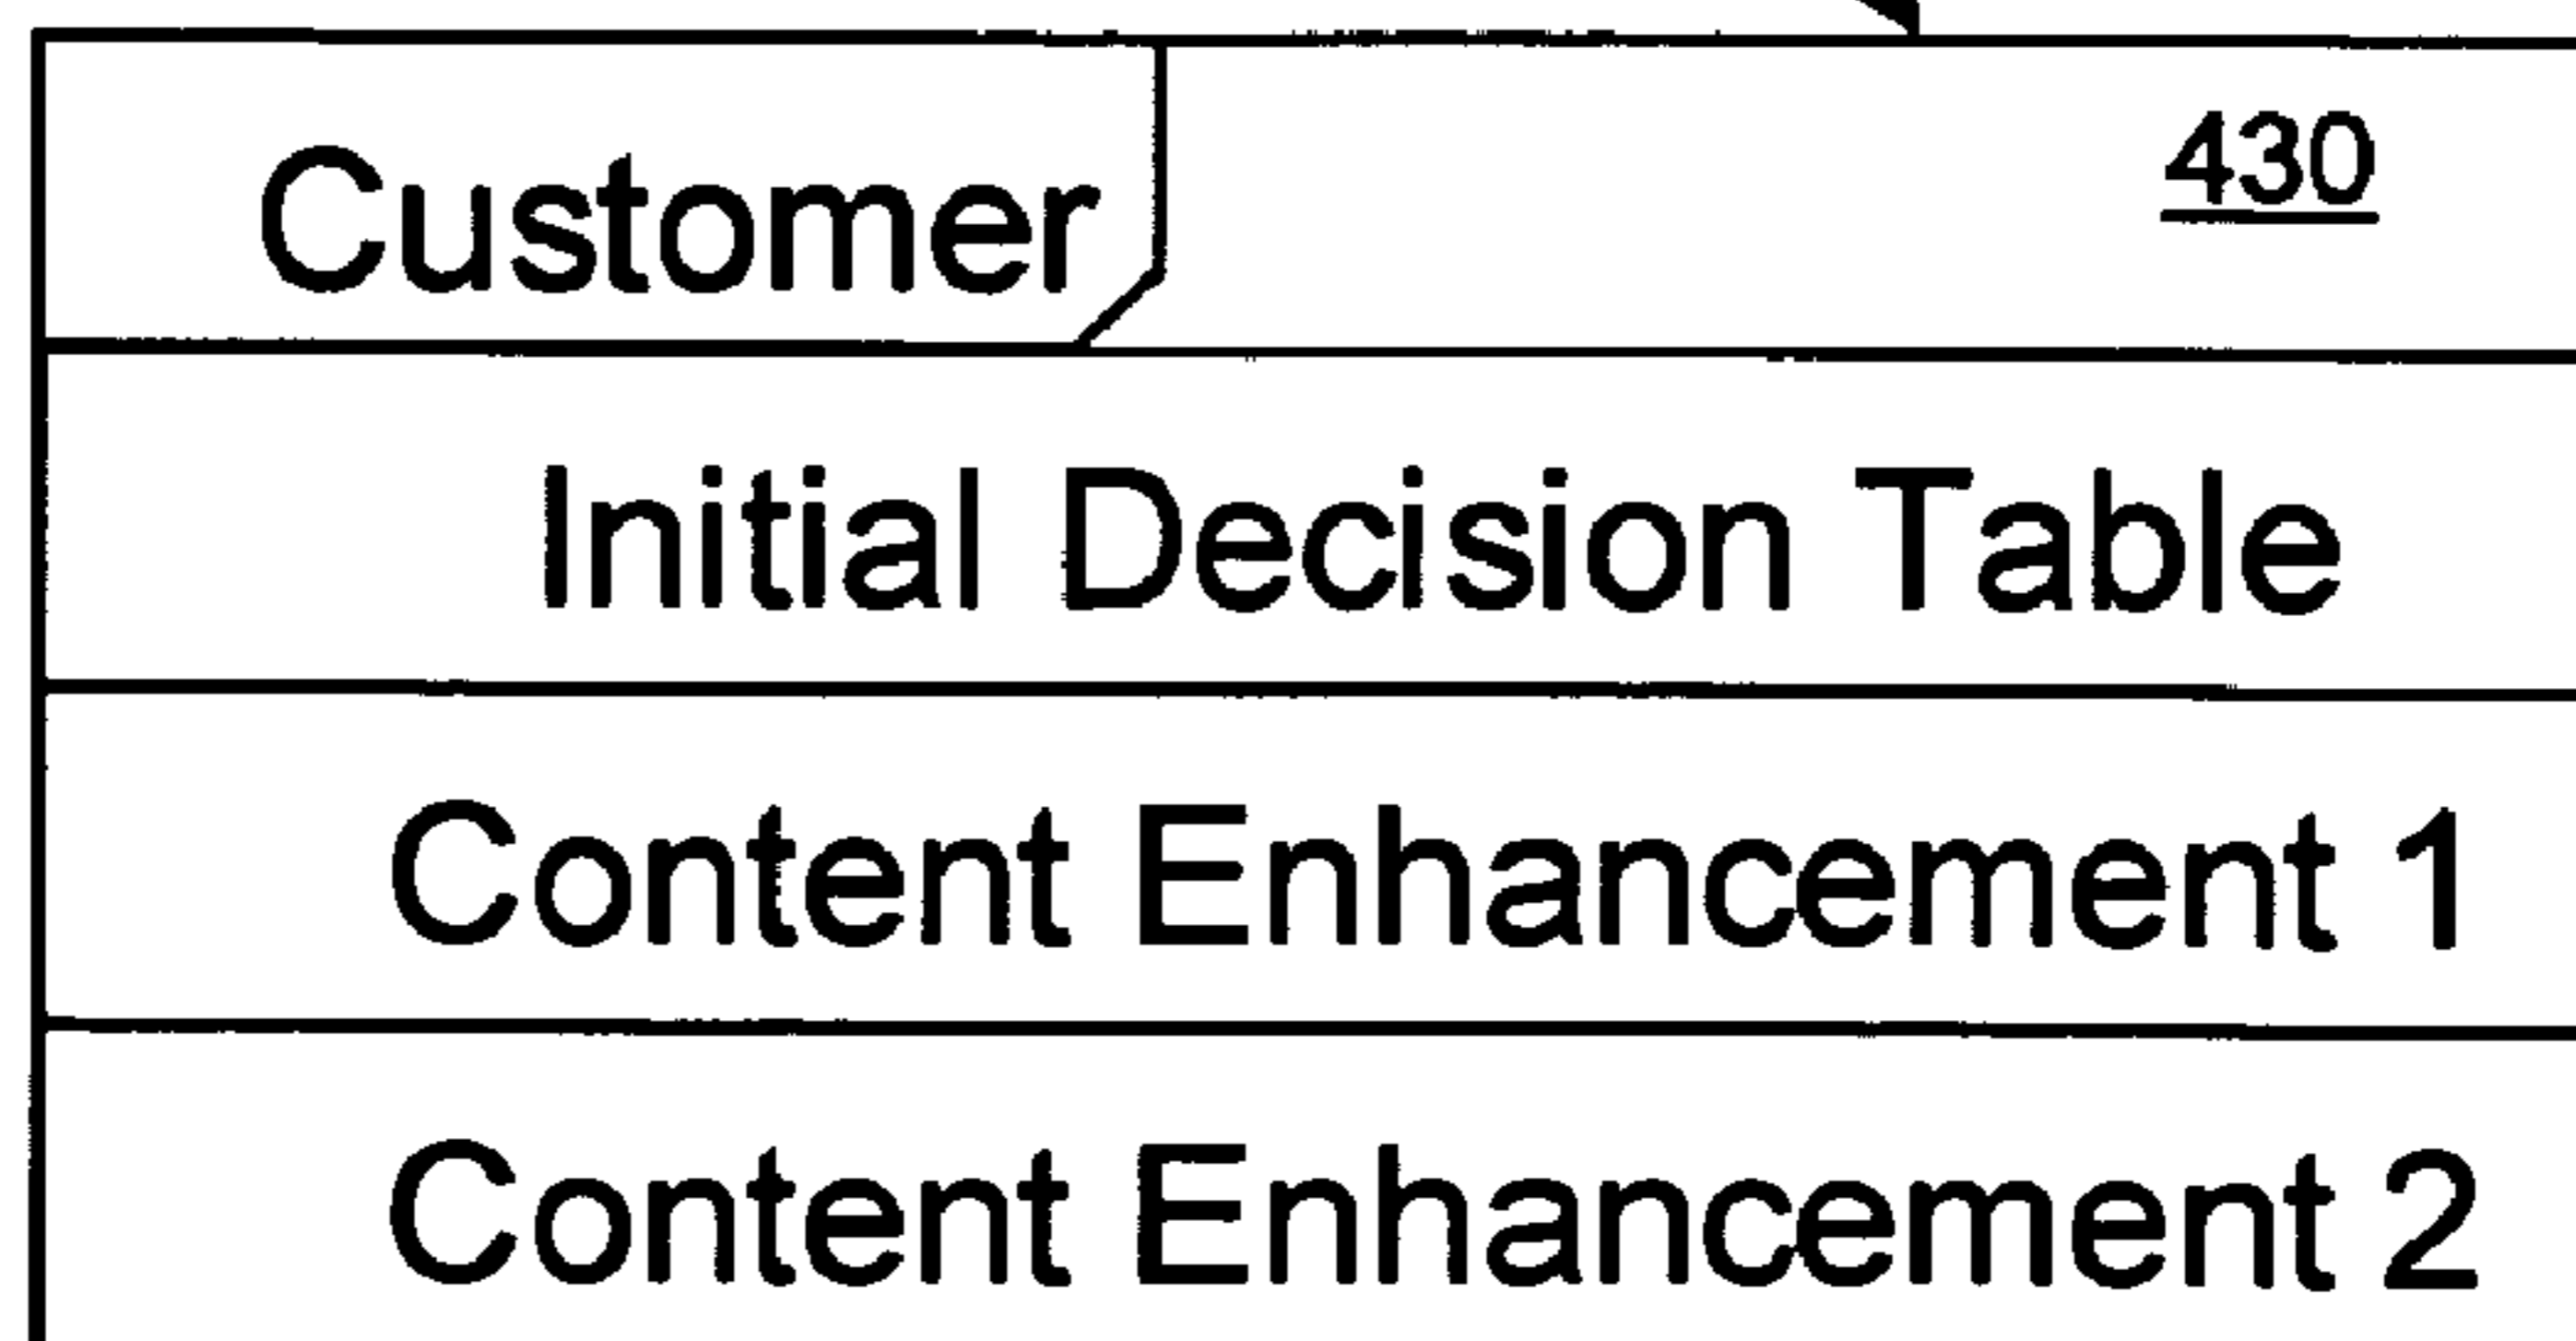 Customer 430
Initial Decision Table
Content Enhancement 1
Content Enhancement 2